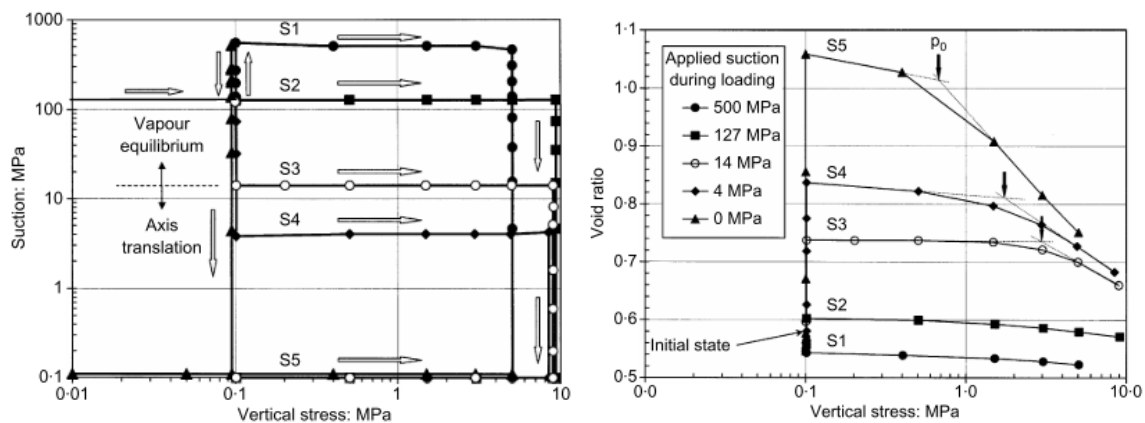 1000
100
10
1
0·1
0·01
0·1
1
10
Suction: MPa
Vertical stress: MPa
S1
S2
S3
S4
S5
Vapour
equilibrium
Axis
translation
1·1
1·0
0·9
0·8
0·7
0·6
0·5
0·0
0·1
1·0
10·0
Void ratio
Vertical stress: MPa
S5
S4
S3
S2
S1
p0
Initial state
Applied suction
during loading
500 MPa
127 MPa
14 MPa
4 MPa
0 MPa